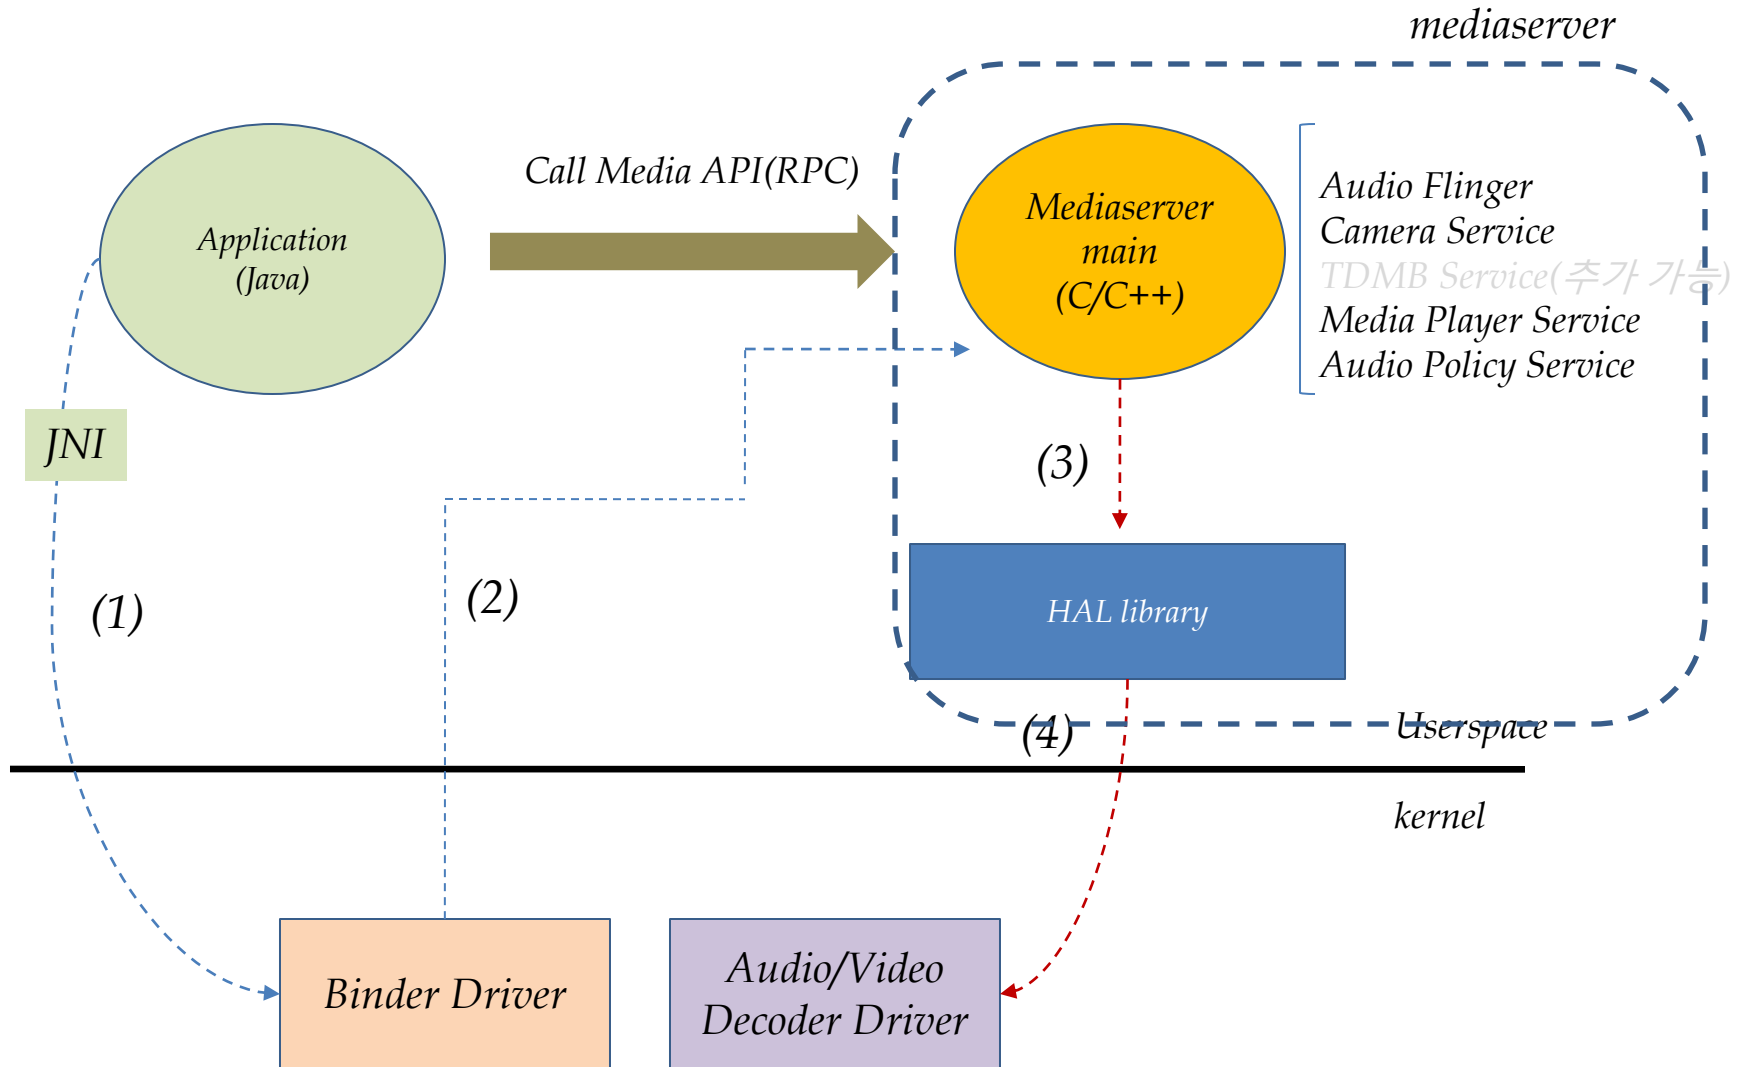 mediaserver
Call Media API(RPC)
Application
(Java)
Mediaserver
main
(C/C++)
Audio Flinger
Camera Service
TDMB Service(추가 가능)
Media Player Service
Audio Policy Service
JNI
(3)
(1)
(2)
HAL library
(4)
Userspace
kernel
Binder Driver
Audio/Video
Decoder Driver